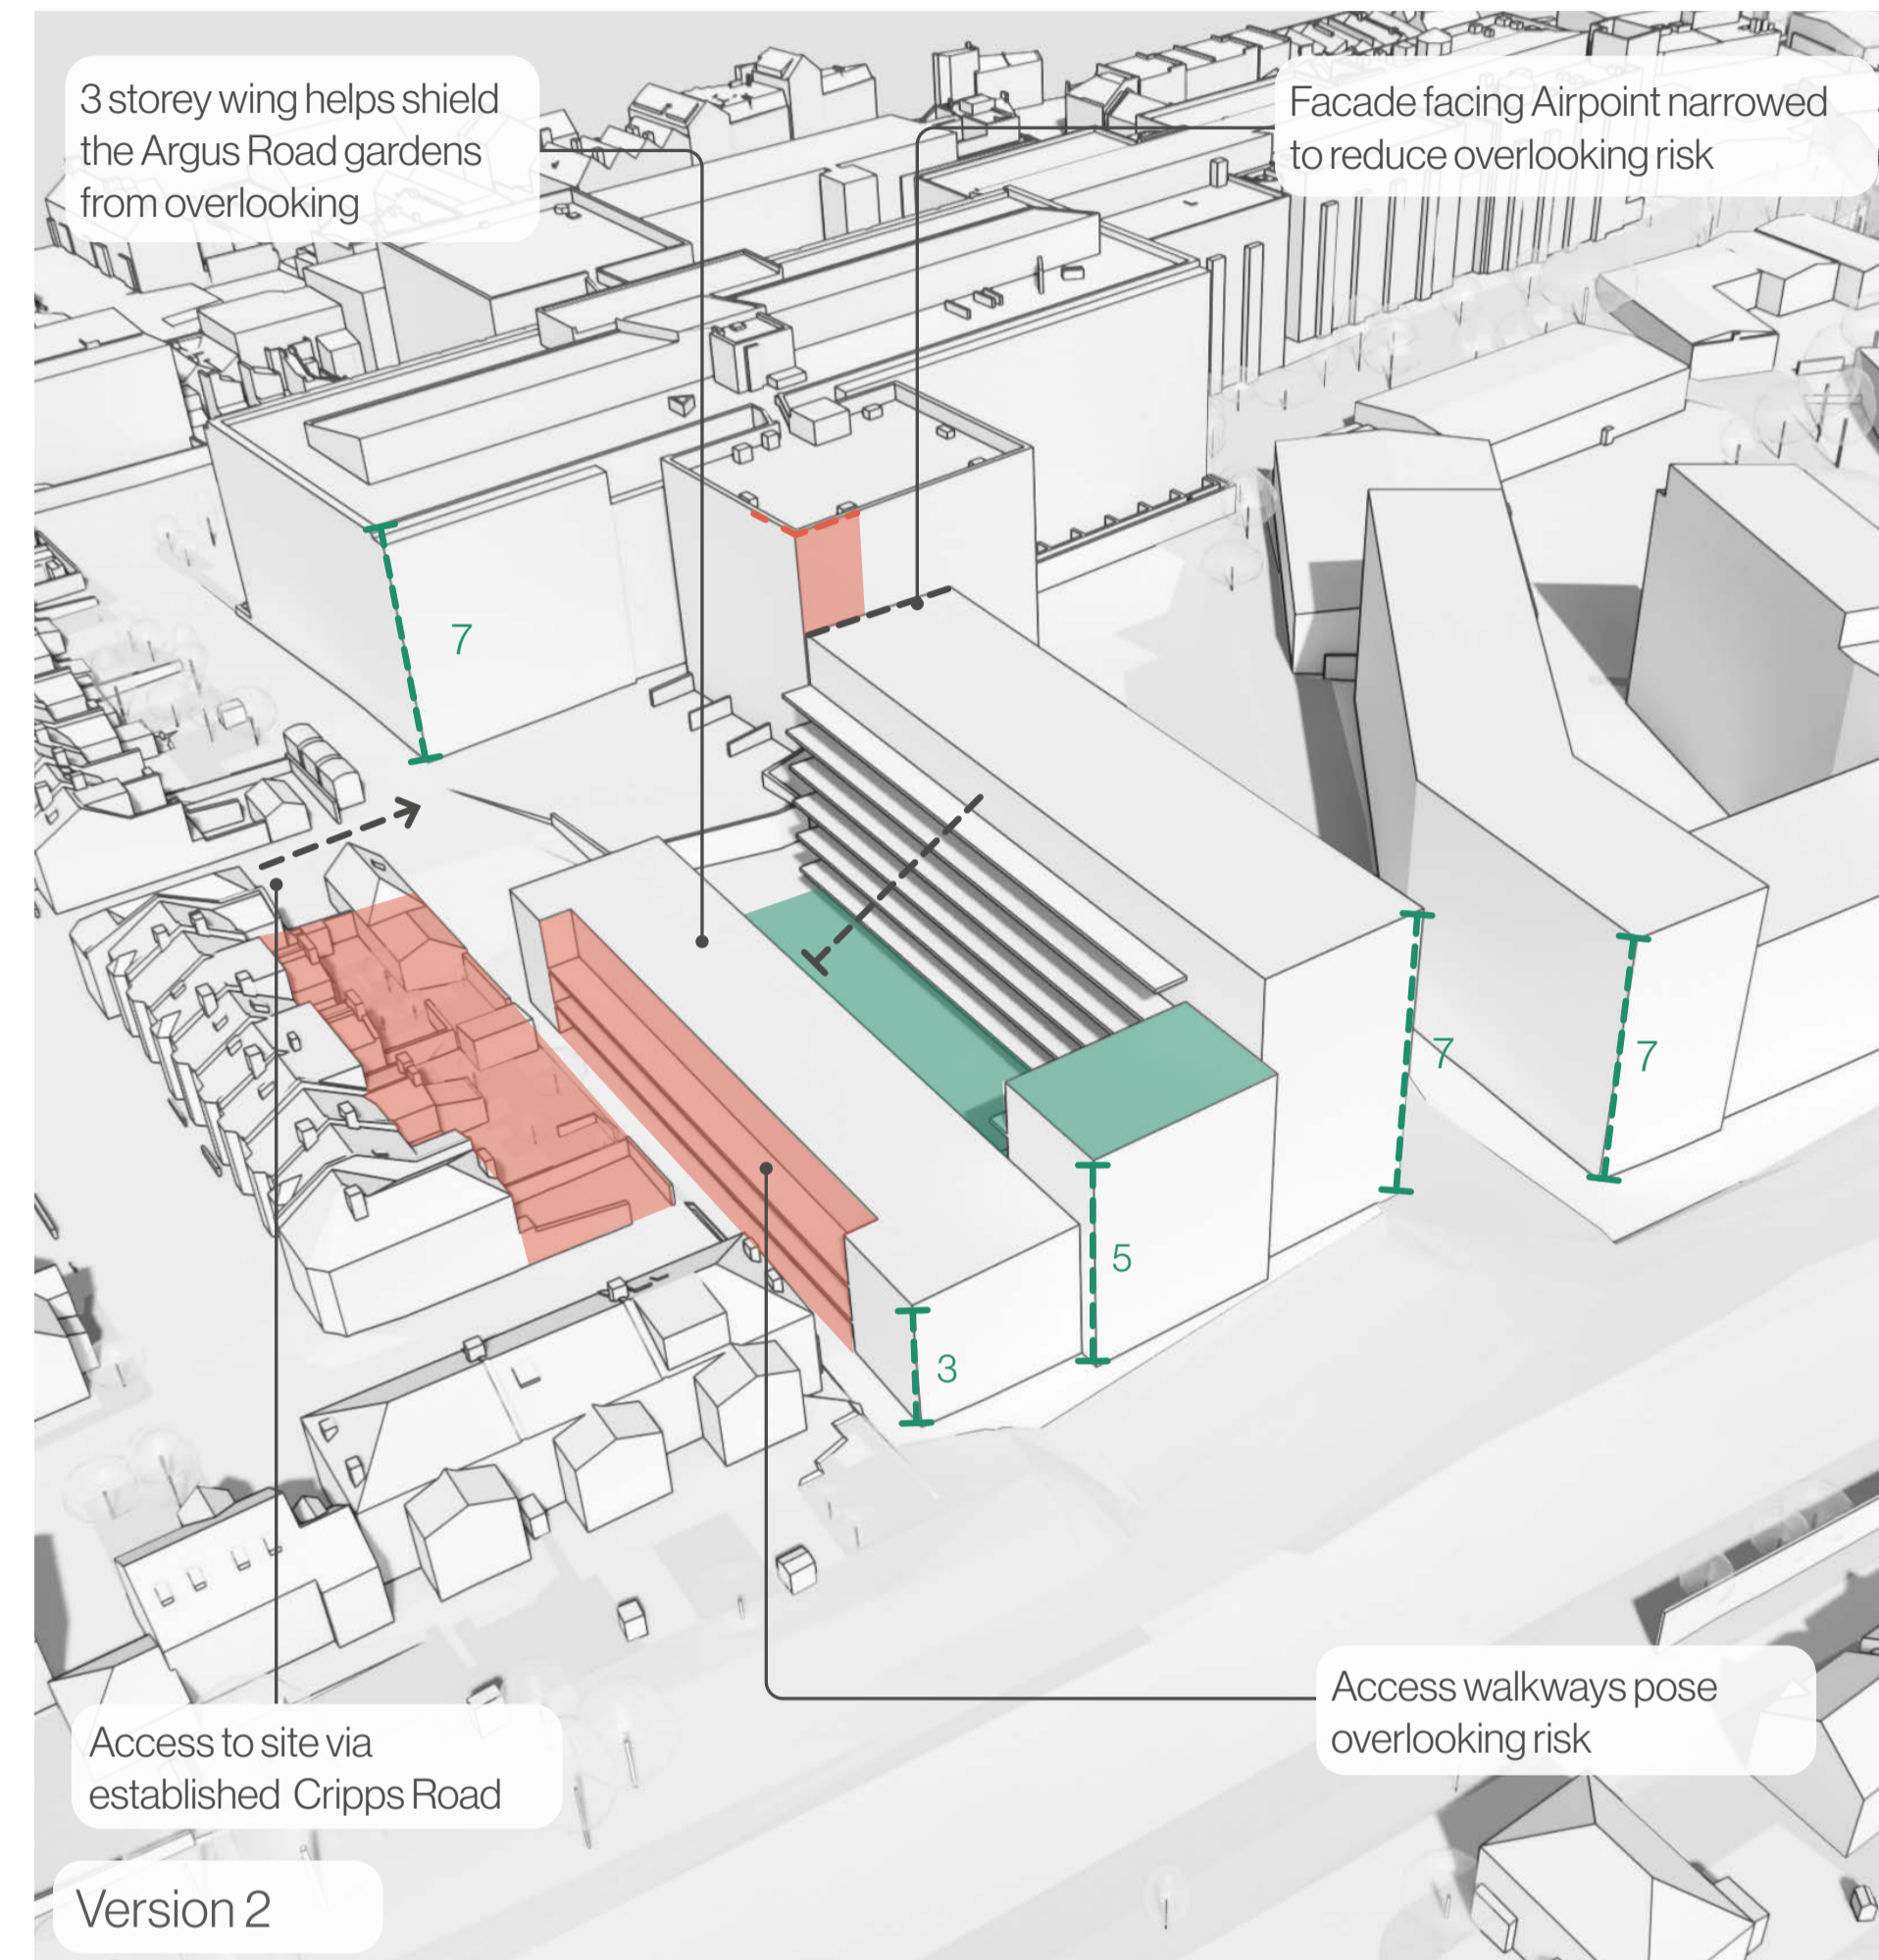 3 storey wing helps shield
the Argus Road gardens
from overlooking
Facade facing Airpoint narrowed
to reduce overlooking risk
7
7
7
5
3
Access walkways pose
overlooking risk
Access to site via
established Cripps Road
Version 2